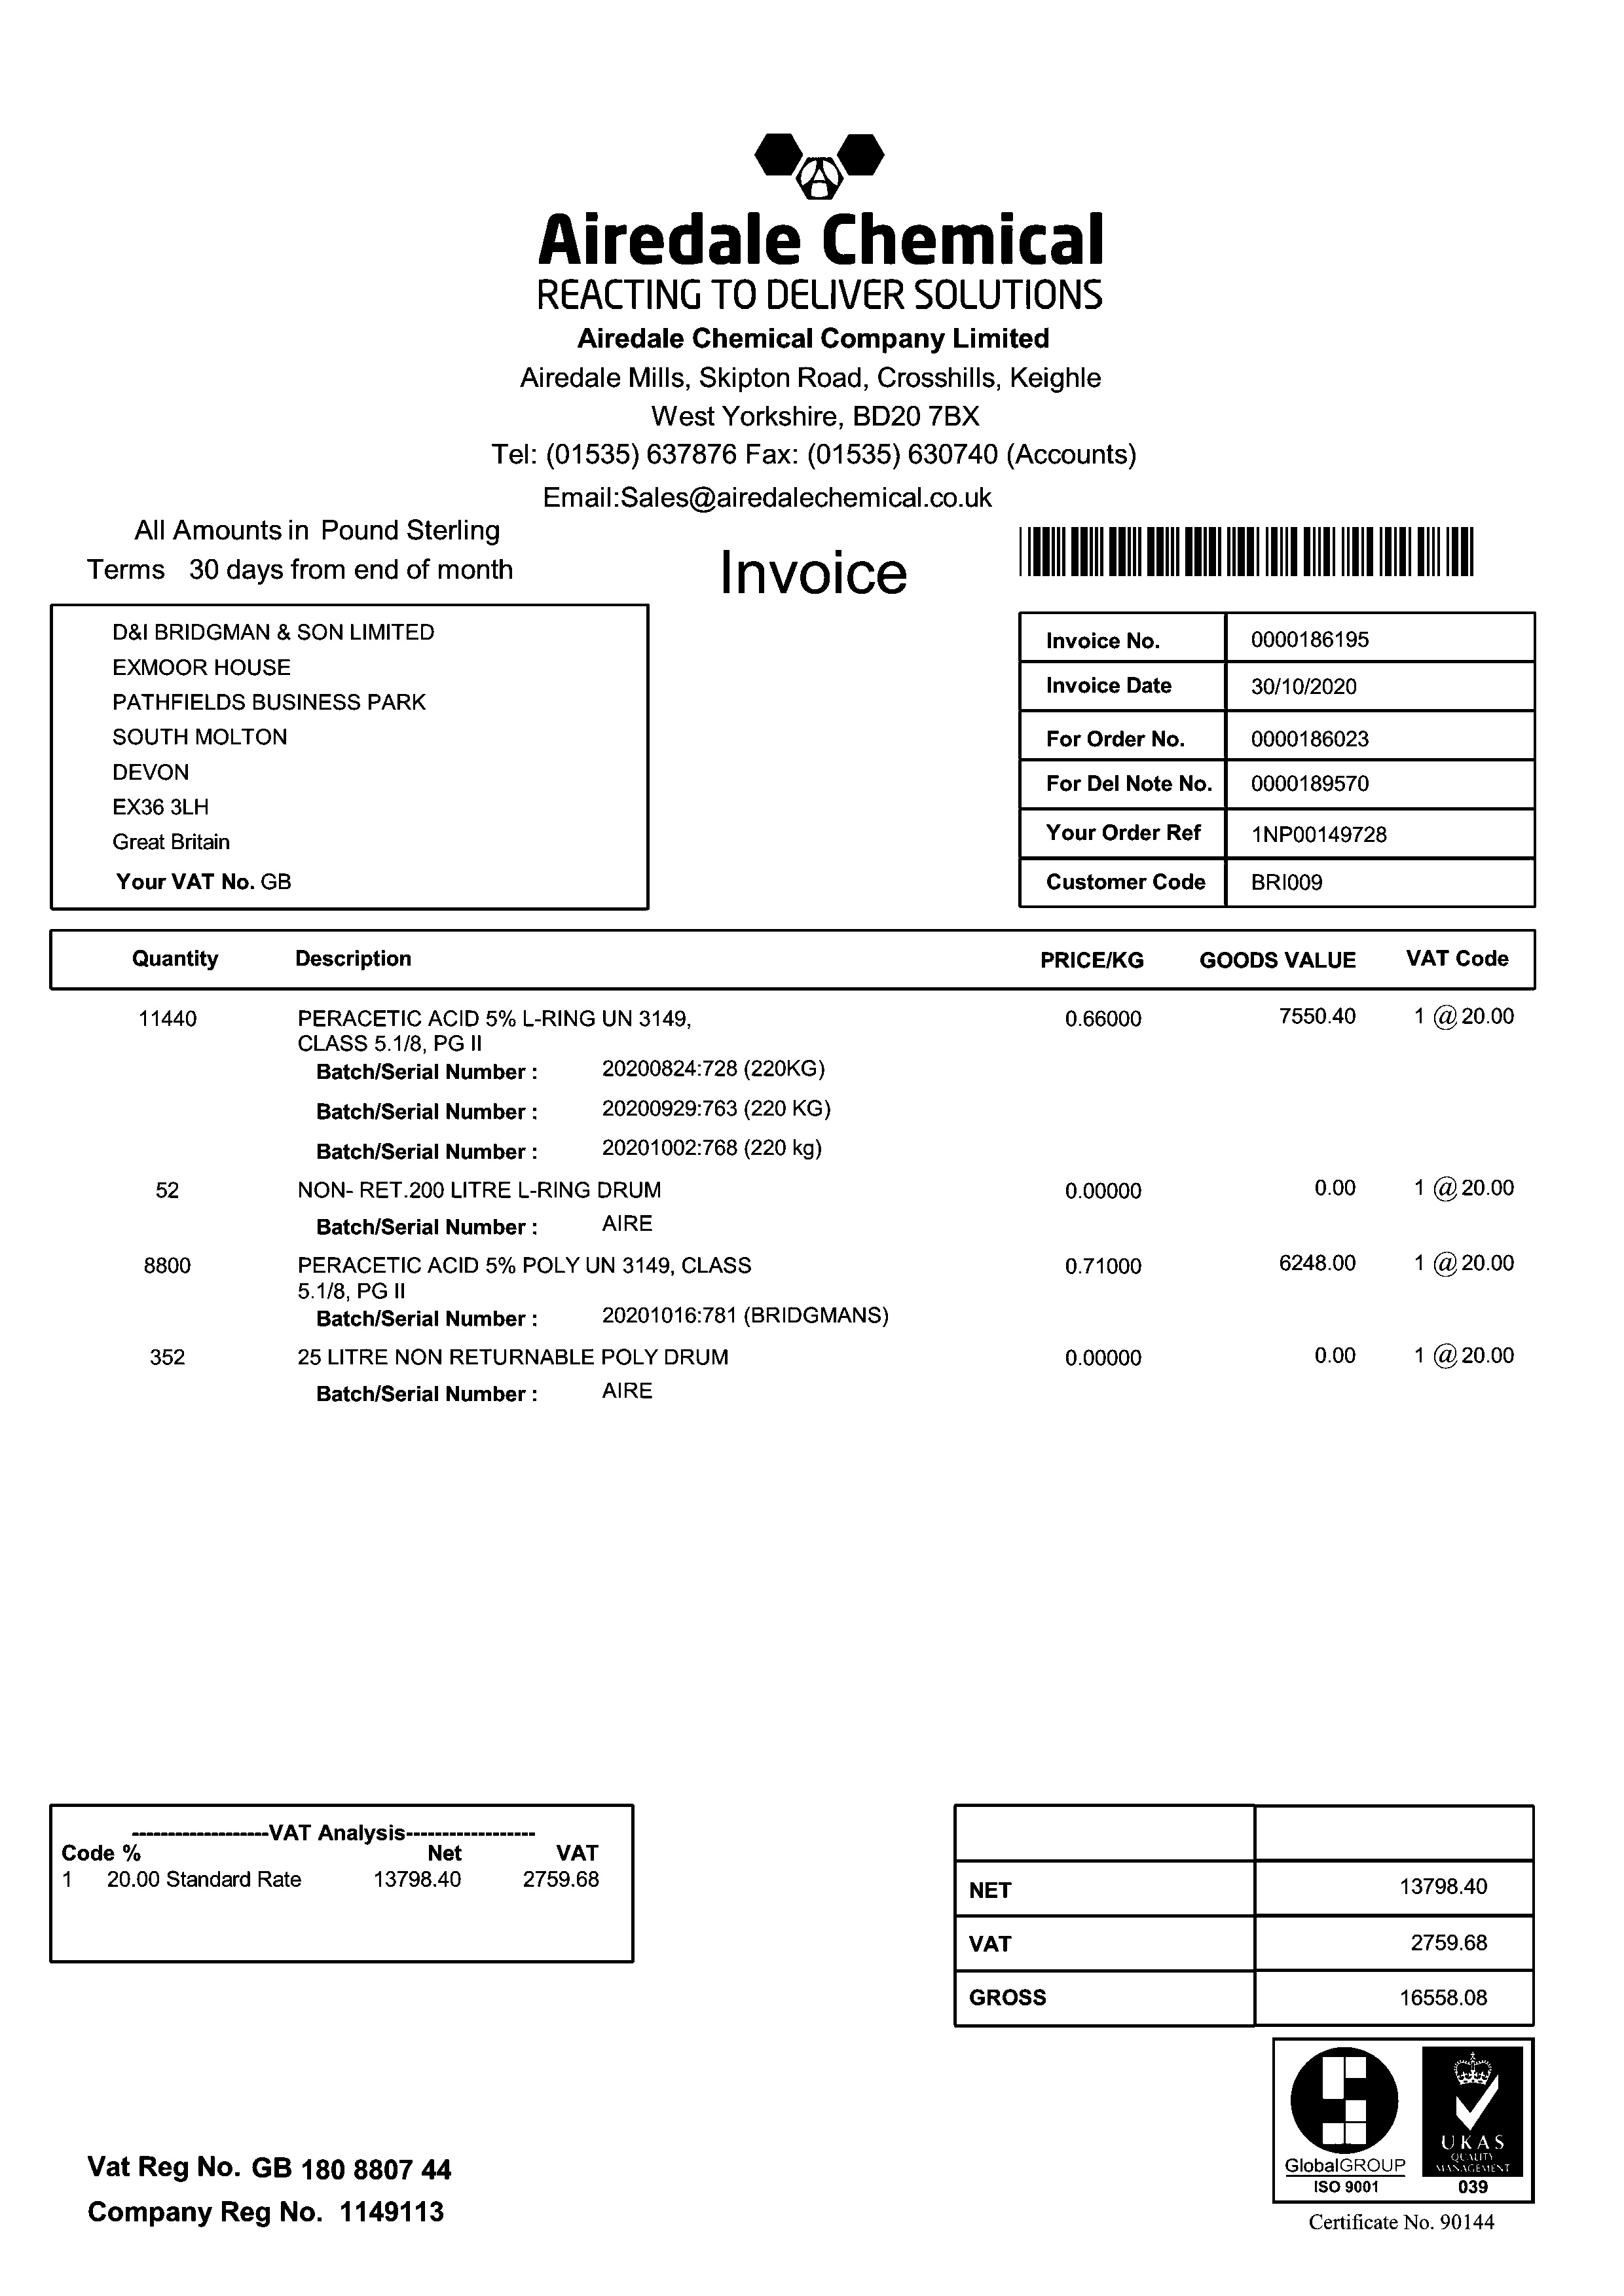 Airedale Chemical
REACTING TO DELIVER SOLUTIONS
Airedale Chemical Company Limited
Airedale Mills, Skipton Road, Crosshills, Keighle
West Yorkshire, BD20 7BX
Tel: (01535) 637876 Fax: (01535) 630740 (Accounts)
Email:Sales@airedalechemical.co.uk
All Amounts in Pound Sterling
Terms 30 days from end of month
Invoice
D&I BRIDGMAN & SON LIMITED
EXMOOR HOUSE
PATHFIELDS BUSINESS PARK
SOUTH MOLTON
DEVON
EX36 3LH
Great Britain
Your VAT No. GB
Invoice No. 0000186195
Invoice Date 30/10/2020
For Order No. 0000186023
For Del Note No. 0000189570
Your Order Ref 1NP00149728
Customer Code BRI009
Quantity Description PRICE/KG GOODS VALUE VAT Code
11440 PERACETIC ACID 5% L-RING UN 3149, 0.66000 7550.40 1 @ 20.00
CLASS 5.1/8, PG II
Batch/Serial Number : 20200824:728 (220KG)
Batch/Serial Number : 20200929:763 (220 KG)
Batch/Serial Number : 20201002:768 (220 kg)
52 NON- RET.200 LITRE L-RING DRUM 0.00000 0.00 1 @ 20.00
Batch/Serial Number : AIRE
8800 PERACETIC ACID 5% POLY UN 3149, CLASS 0.71000 6248.00 1 @ 20.00
5.1/8, PG II
Batch/Serial Number : 20201016:781 (BRIDGMANS)
352 25 LITRE NON RETURNABLE POLY DRUM 0.00000 0.00 1 @ 20.00
Batch/Serial Number : AIRE
-------------------VAT Analysis------------------
Code % Net VAT
1 20.00 Standard Rate 13798.40 2759.68
NET 13798.40
VAT 2759.68
GROSS 16558.08
GlobalGROUP
ISO 9001
UKAS
QUALITY
MANAGEMENT
039
Certificate No. 90144
Vat Reg No. GB 180 8807 44
Company Reg No. 1149113